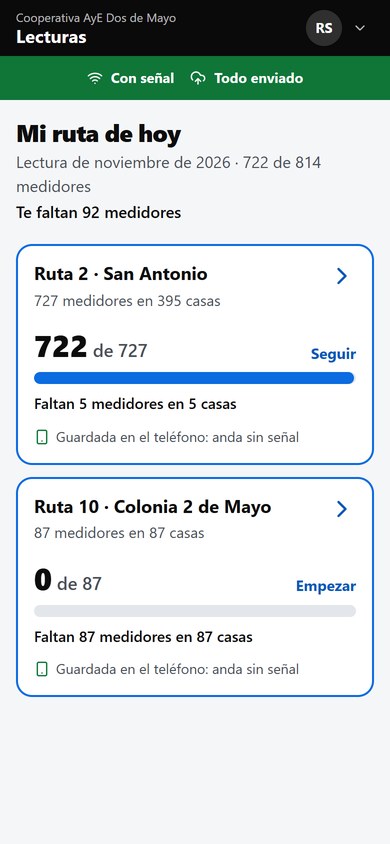 Cooperativa AyE Dos de Mayo
Lecturas
RS
Con señal
Todo enviado
Mi ruta de hoy
Lectura de noviembre de 2026 · 722 de 814
medidores
Te faltan 92 medidores
Ruta 2 · San Antonio
727 medidores en 395 casas
722 de 727
Seguir
Faltan 5 medidores en 5 casas
Guardada en el teléfono: anda sin señal
Ruta 10 · Colonia 2 de Mayo
87 medidores en 87 casas
0 de 87
Empezar
Faltan 87 medidores en 87 casas
Guardada en el teléfono: anda sin señal